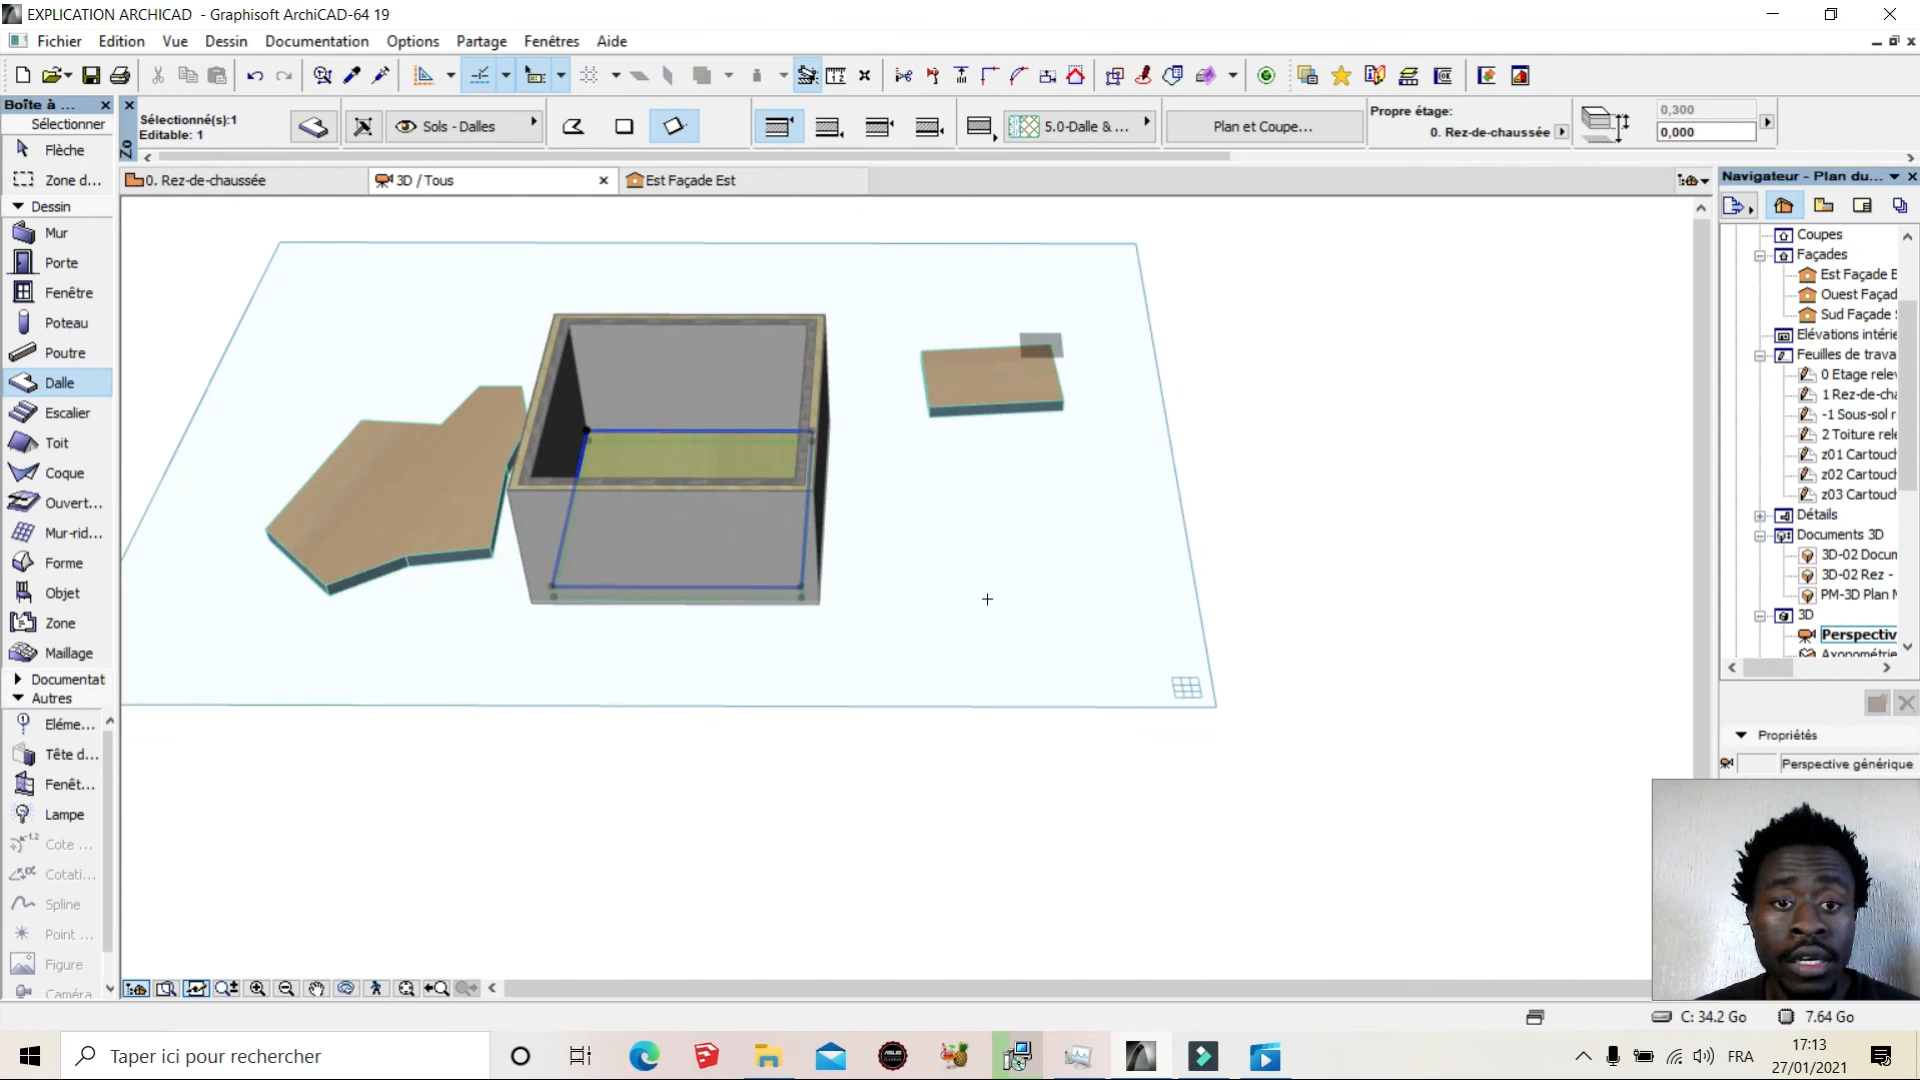 EXPLICATION ARCHICAD - Graphisoft ArchiCAD-64 19
Fichier Edition Vue Dessin Documentation Options Partage Fenêtres Aide
Boîte à ...
Sélectionner
Flèche
Zone d...
Dessin
Mur
Porte
Fenêtre
Poteau
Poutre
Dalle
Escalier
Toit
Coque
Ouvert...
Mur-rid...
Forme
Objet
Zone
Maillage
Documentat
Autres
Eléme...
Tête d...
Fenêt...
Lampe
Cote ...
Cotati...
Spline
Point ...
Figure
Caméra
Zo
Sélectionné(s):1
Editable: 1
Sols - Dalles
5.0-Dalle & ...
Plan et Coupe...
Propre étage:
0. Rez-de-chaussée
0,300
0,000
0. Rez-de-chaussée
3D / Tous
Est Façade Est
Navigateur - Plan du...
Coupes
Façades
Est Façade E
Ouest Façad
Sud Façade
Elévations intérie
Feuilles de trava
0 Etage rele
1 Rez-de-cha
-1 Sous-sol r
2 Toiture rele
z01 Cartouch
z02 Cartouch
z03 Cartouch
Détails
Documents 3D
3D-02 Docum
3D-02 Rez -
PM-3D Plan M
3D
Perspectiv
Axonométrie
Propriétés
Perspective générique
C: 34.2 Go
7.64 Go
Taper ici pour rechercher
FRA
17:13
27/01/2021